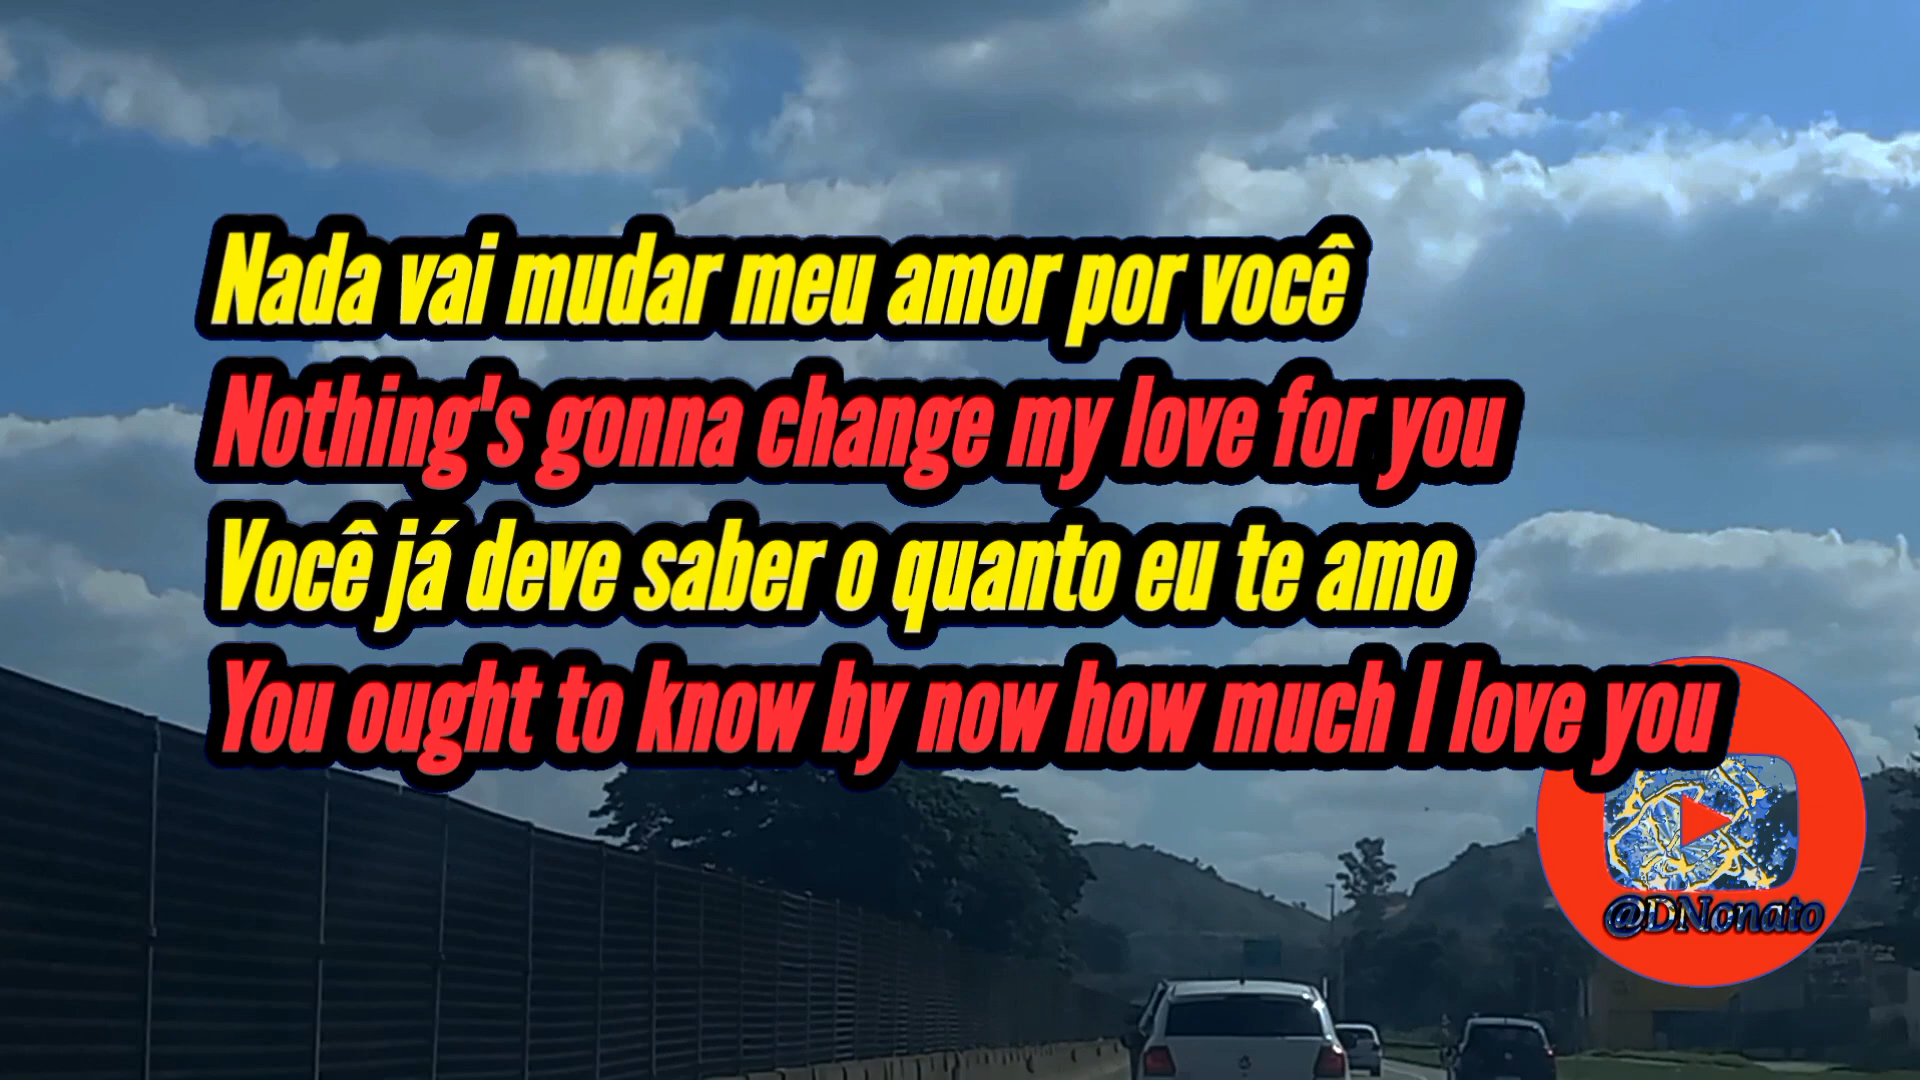 Nada vai mudar meu amor por você
Nothing's gonna change my love for you
Você já deve saber o quanto eu te amo
You ought to know by now how much I love you
@DNonato